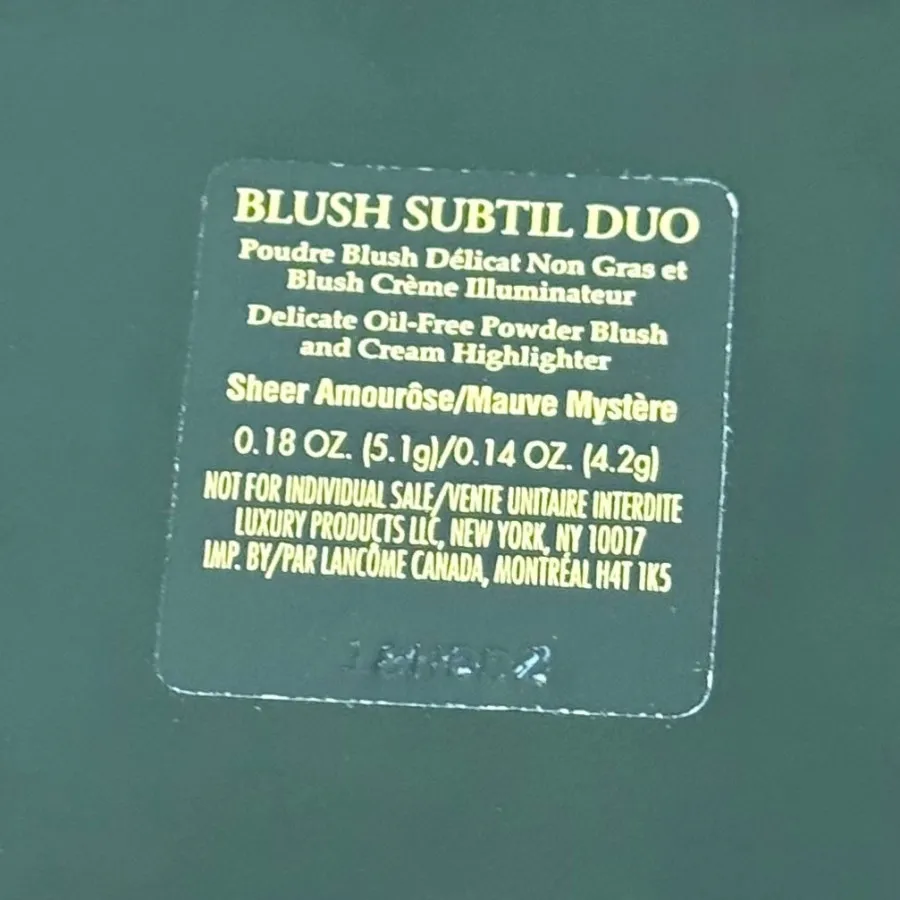 BLUSH SUBTIL DUO
Poudre Blush Délicat Non Gras et
Blush Crème Illuminateur
Delicate Oil-Free Powder Blush
and Cream Highlighter
Sheer Amourôse/Mauve Mystère
0.18 OZ. (5.1g)/0.14 OZ. (4.2g)
NOT FOR INDIVIDUAL SALE/VENTE UNITAIRE INTERDITE
LUXURY PRODUCTS LLC, NEW YORK, NY 10017
IMP. BY/PAR LANCÔME CANADA, MONTRÉAL H4T 1K5